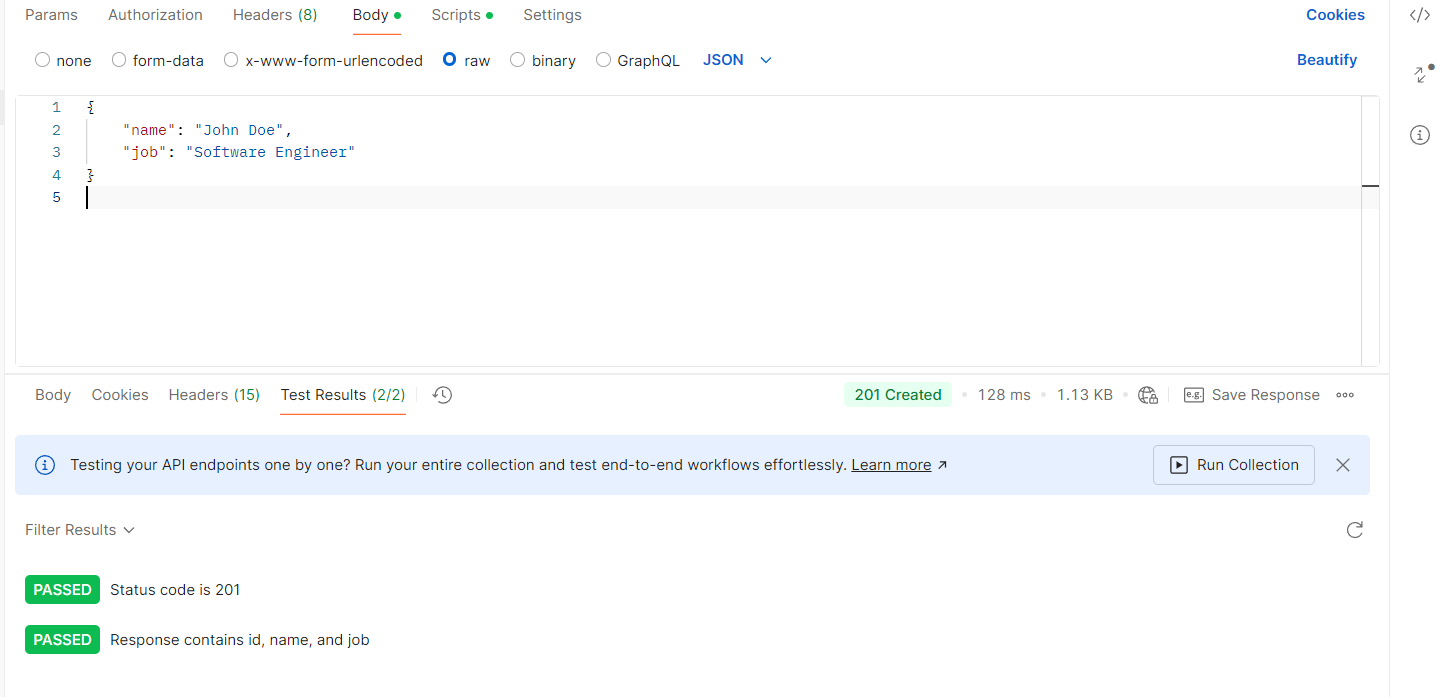 Params Authorization Headers (8) Body Scripts Settings Cookies
none form-data x-www-form-urlencoded raw binary GraphQL JSON Beautify
1 {
2 "name": "John Doe",
3 "job": "Software Engineer"
4 }
5
Body Cookies Headers (15) Test Results (2/2) 201 Created 128 ms 1.13 KB e.g. Save Response
Testing your API endpoints one by one? Run your entire collection and test end-to-end workflows effortlessly. Learn more ↗ Run Collection
Filter Results
PASSED Status code is 201
PASSED Response contains id, name, and job